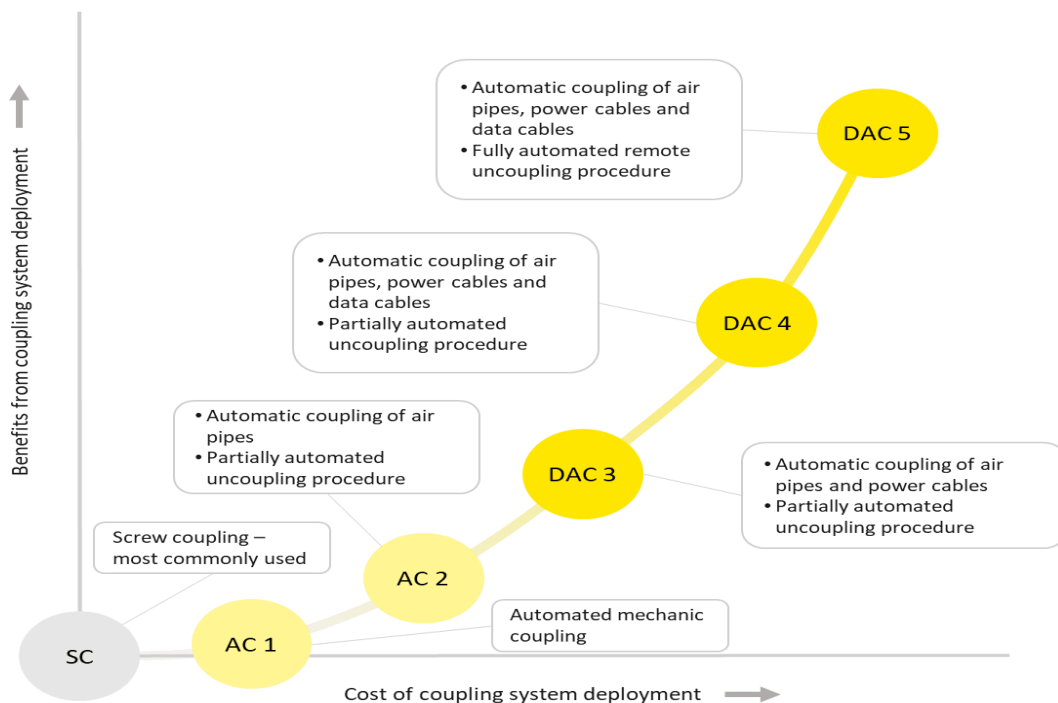 Benefits from coupling system deployment
• Automatic coupling of air
pipes, power cables and
data cables
• Fully automated remote
uncoupling procedure
DAC 5
• Automatic coupling of air
pipes, power cables and
data cables
• Partially automated
uncoupling procedure
DAC 4
• Automatic coupling of air
pipes
• Partially automated
uncoupling procedure
DAC 3
• Automatic coupling of air
pipes and power cables
• Partially automated
uncoupling procedure
Screw coupling –
most commonly used
AC 2
Automated mechanic
coupling
AC 1
SC
Cost of coupling system deployment